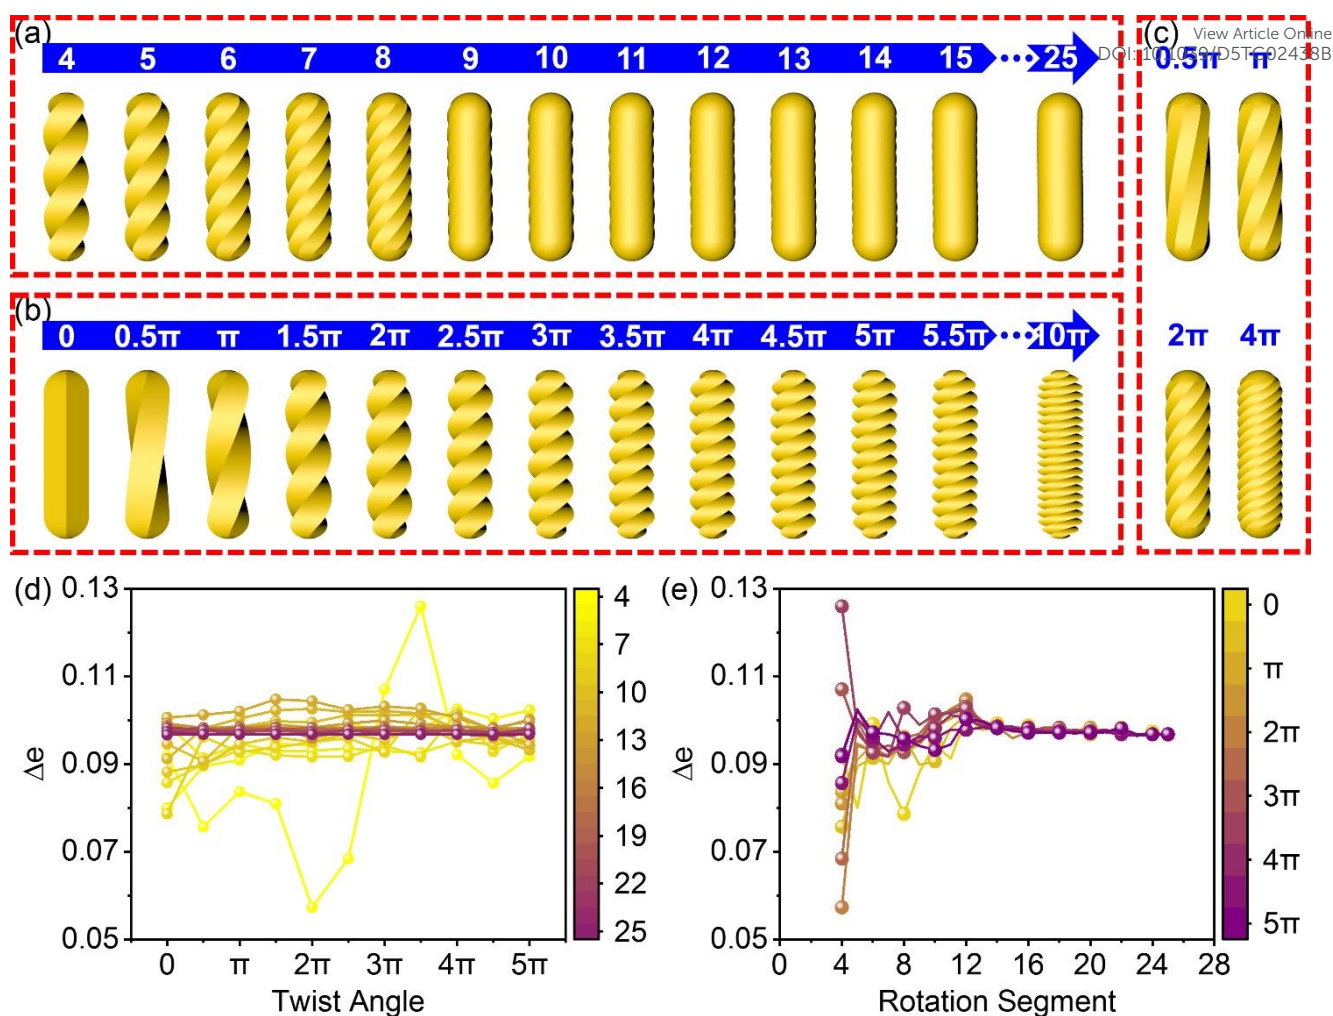 (a)
4 5 6 7 8 9 10 11 12 13 14 15 25
(c)
View Article Online
0.5π π
(b)
0 0.5π π 1.5π 2π 2.5π 3π 3.5π 4π 4.5π 5π 5.5π 10π
2π 4π
(d)
0.13
0.11
0.09
0.07
0.05
Δe
0 π 2π 3π 4π 5π
Twist Angle
4
7
10
13
16
19
22
25
(e)
0.13
0.11
0.09
0.07
0.05
Δe
4 8 12 16 20 24 28
Rotation Segment
0
π
2π
3π
4π
5π